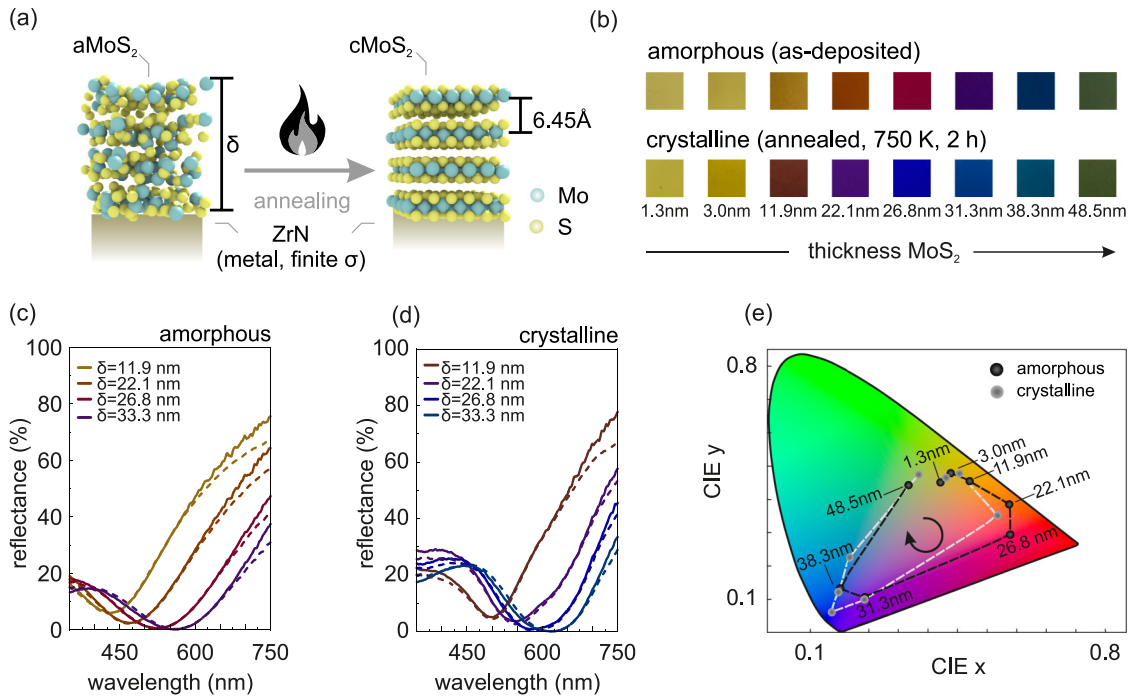 (a)
aMoS2
cMoS2
δ
6.45Å
annealing
Mo
S
ZrN
(metal, finite σ)
(b)
amorphous (as-deposited)
crystalline (annealed, 750 K, 2 h)
1.3nm 3.0nm 11.9nm 22.1nm 26.8nm 31.3nm 38.3nm 48.5nm
thickness MoS2
(c)
amorphous
100
80
60
40
20
0
δ=11.9 nm
δ=22.1 nm
δ=26.8 nm
δ=33.3 nm
reflectance (%)
450 600 750
wavelength (nm)
(d)
crystalline
100
80
60
40
20
0
δ=11.9 nm
δ=22.1 nm
δ=26.8 nm
δ=33.3 nm
reflectance (%)
450 600 750
wavelength (nm)
(e)
amorphous
crystalline
0.8
0.1
CIE y
1.3nm
3.0nm
11.9nm
22.1nm
26.8 nm
48.5nm
38.3nm
31.3nm
0.1 0.8
CIE x